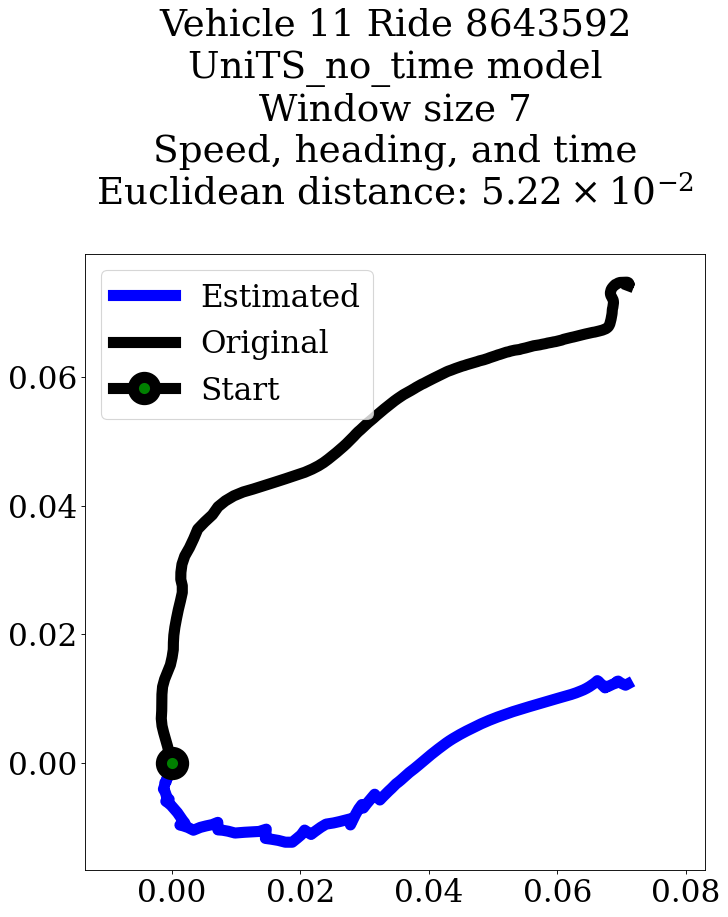 Vehicle 11 Ride 8643592
UniTS_no_time model
Window size 7
Speed, heading, and time
Euclidean distance: 5.22 × 10⁻²
Estimated
Original
Start
0.06
0.04
0.02
0.00
0.00 0.02 0.04 0.06 0.08